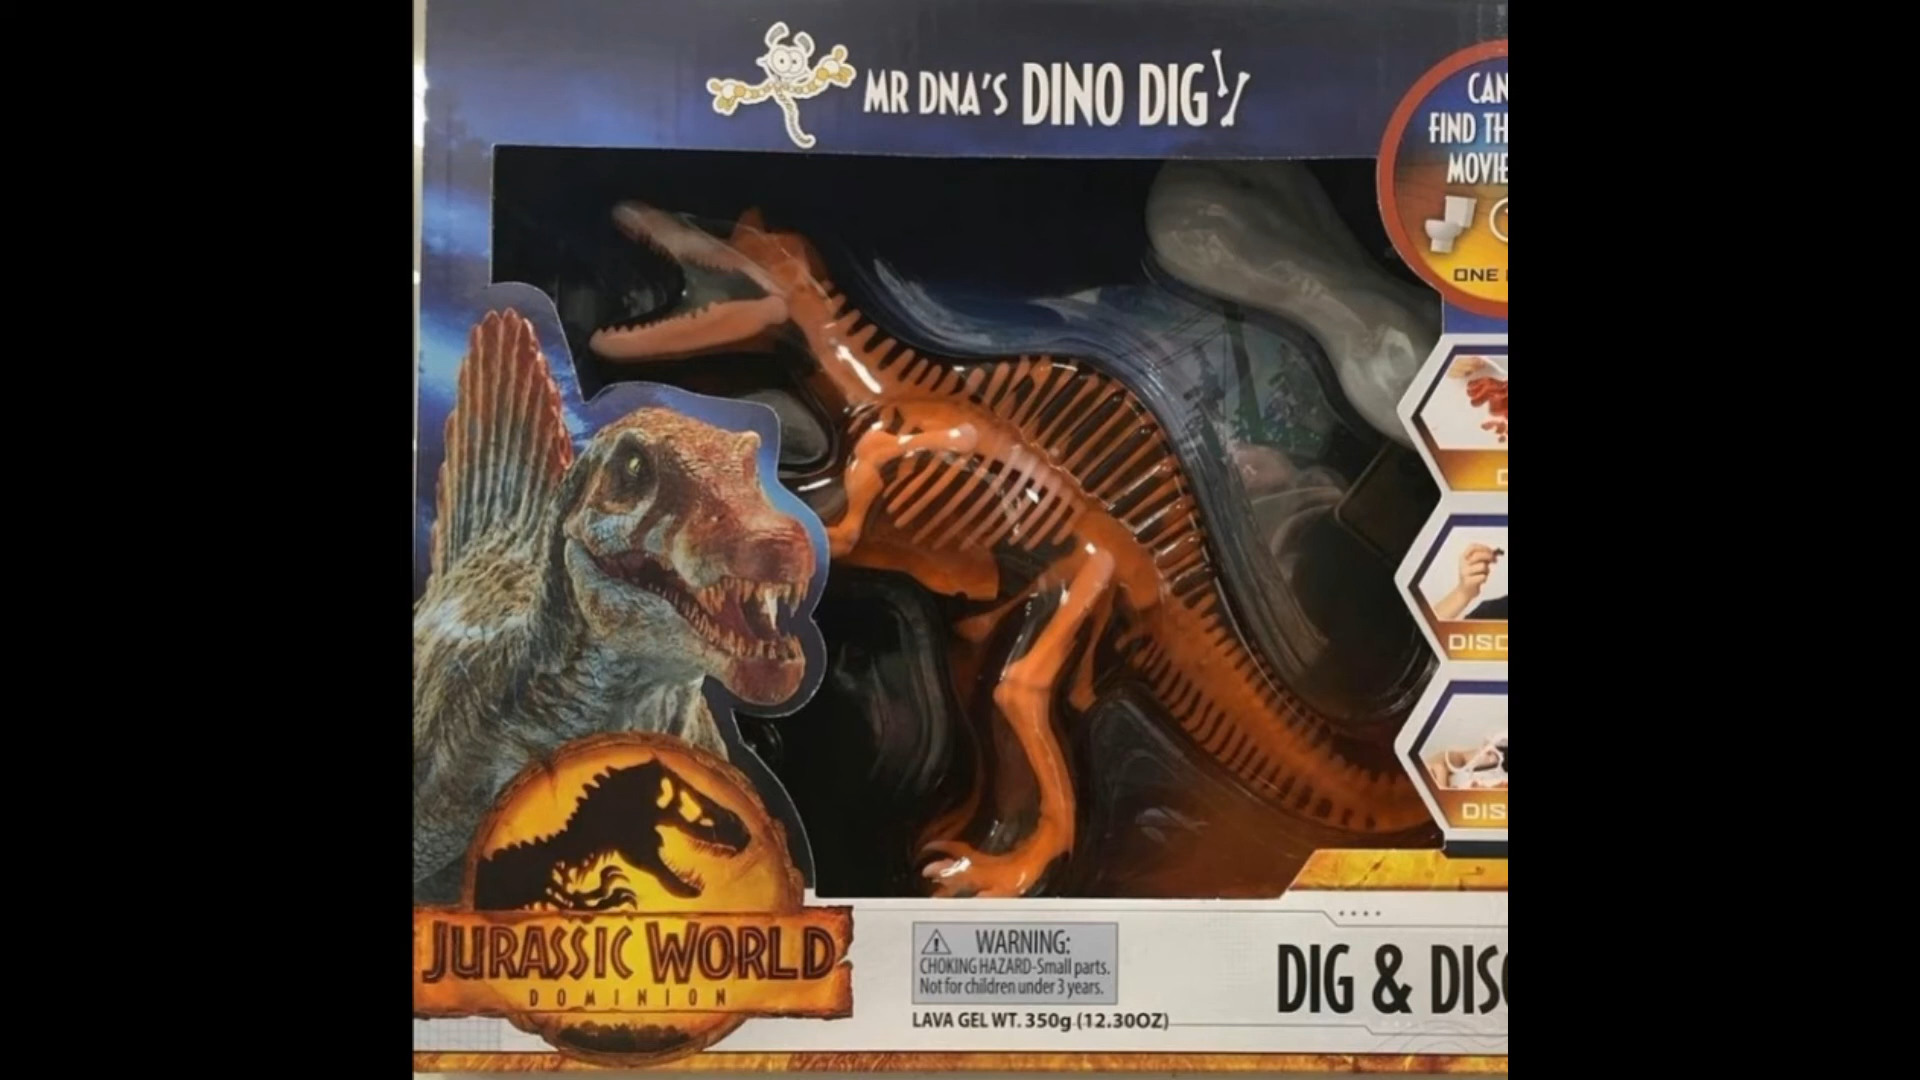 MR DNA'S DINO DIG
CAN
FIND TH
MOVIE
ONE
DISC
DIS
JURASSIC WORLD
DOMINION
WARNING:
CHOKING HAZARD-Small parts.
Not for children under 3 years.
LAVA GEL WT. 350g (12.30OZ)
DIG & DISC